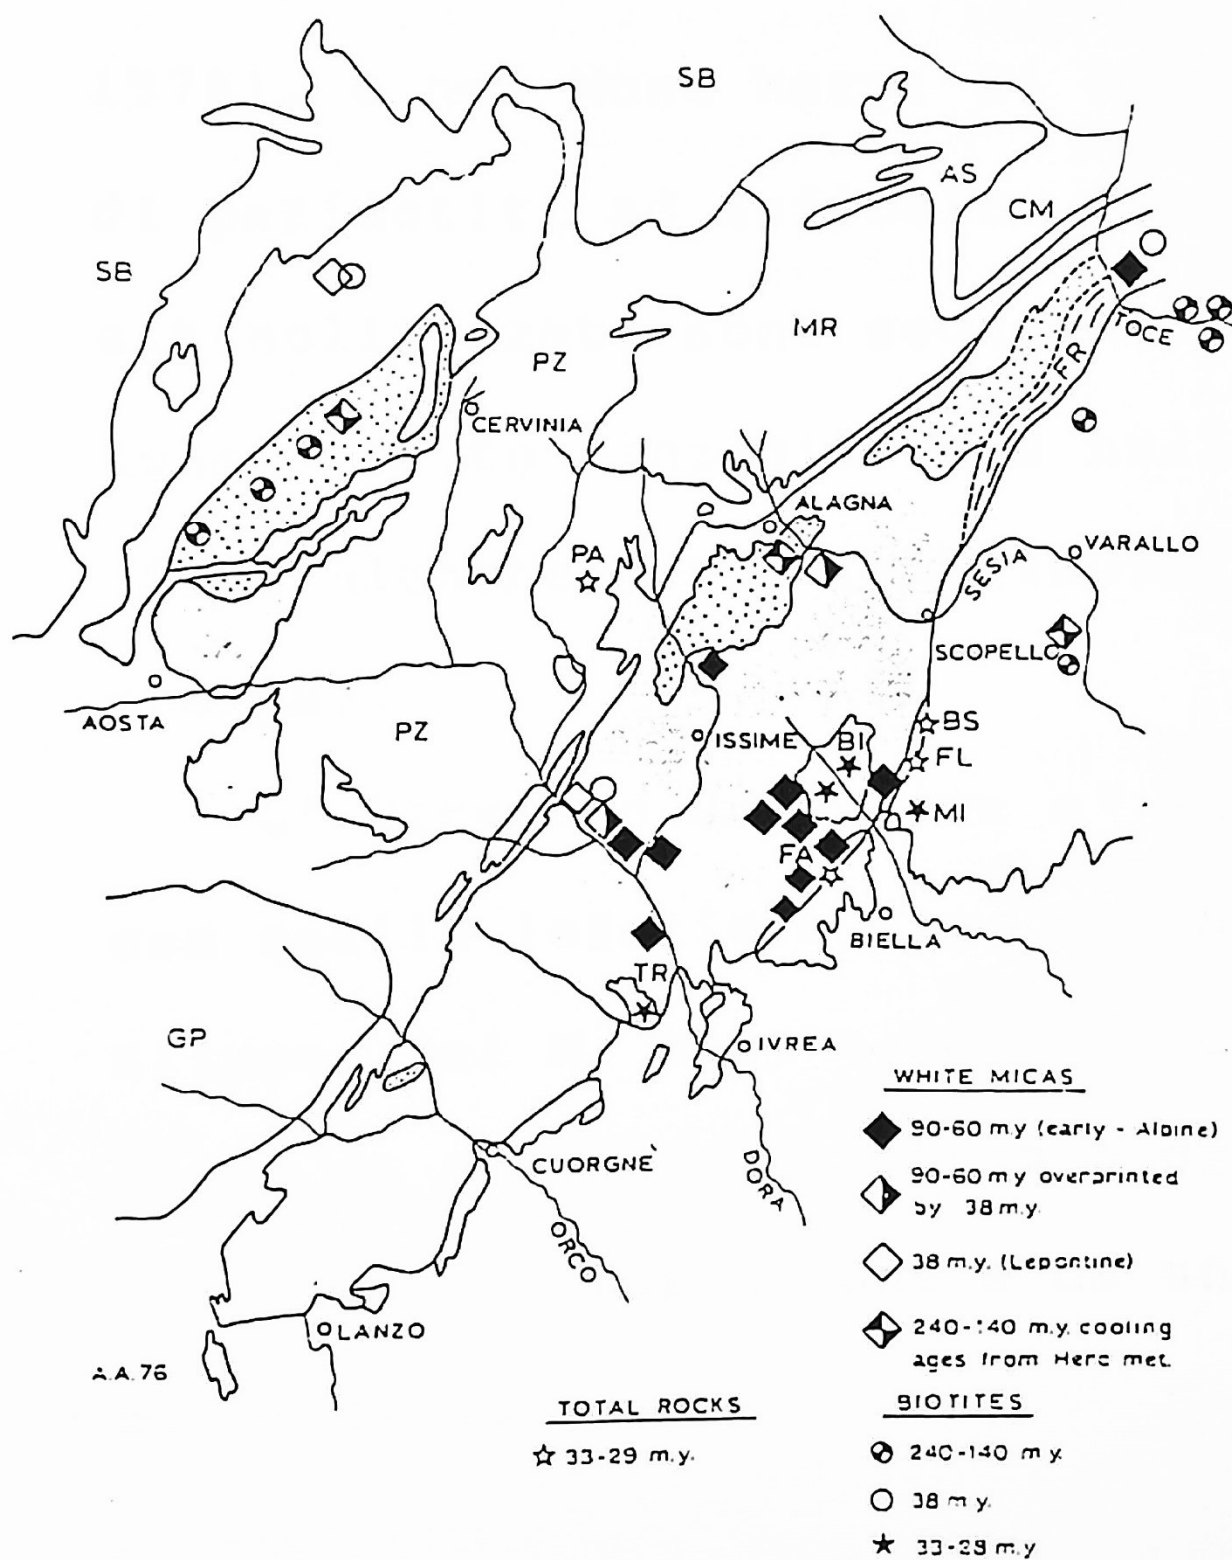 SB
SB
AS
CM
MR
PZ
TOCE
FR
CERVINIA
ALAGNA
PA
SESIA
VARALLO
SCOPELLO
AOSTA
PZ
ISSIME
BI
BS
FL
MI
FA
BIELLA
TR
GP
IVREA
CUORGNE`
DORA
ORCO
LANZO
A.A. 76
WHITE MICAS
90-60 m.y (early - Alpine)
90-60 m y overprinted
by 38 m.y.
38 m.y. (Lepontine)
240-140 m.y. cooling
ages from Herc met.
TOTAL ROCKS
33-29 m.y.
BIOTITES
240-140 m y.
38 m y.
33-29 m.y